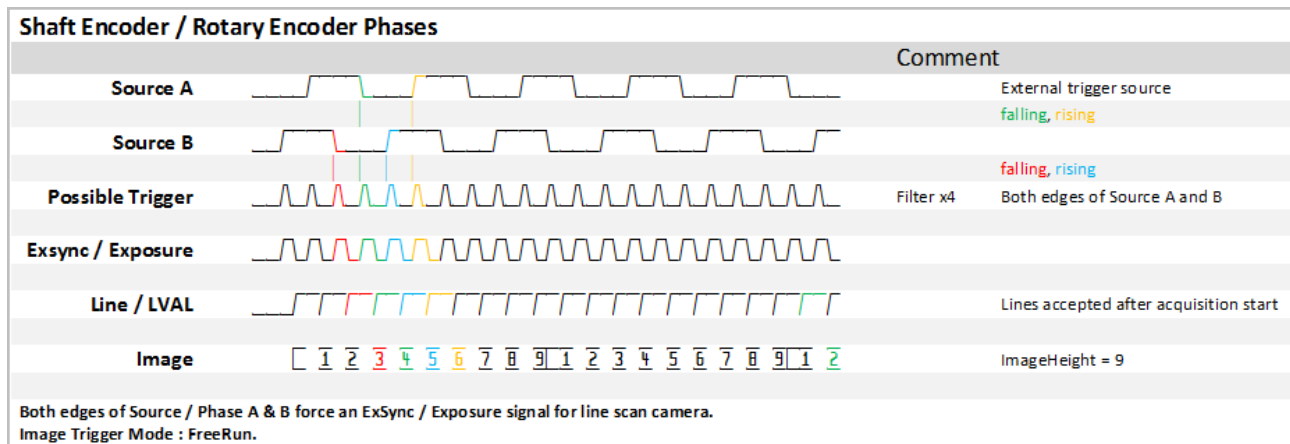 Shaft Encoder / Rotary Encoder Phases
Comment
Source A External trigger source
falling, rising
Source B
falling, rising
Possible Trigger Filter x4 Both edges of Source A and B
Exsync / Exposure
Line / LVAL Lines accepted after acquisition start
Image 1 2 3 4 5 6 7 8 9 1 2 3 4 5 6 7 8 9 1 2 ImageHeight = 9
Both edges of Source / Phase A & B force an ExSync / Exposure signal for line scan camera.
Image Trigger Mode : FreeRun.